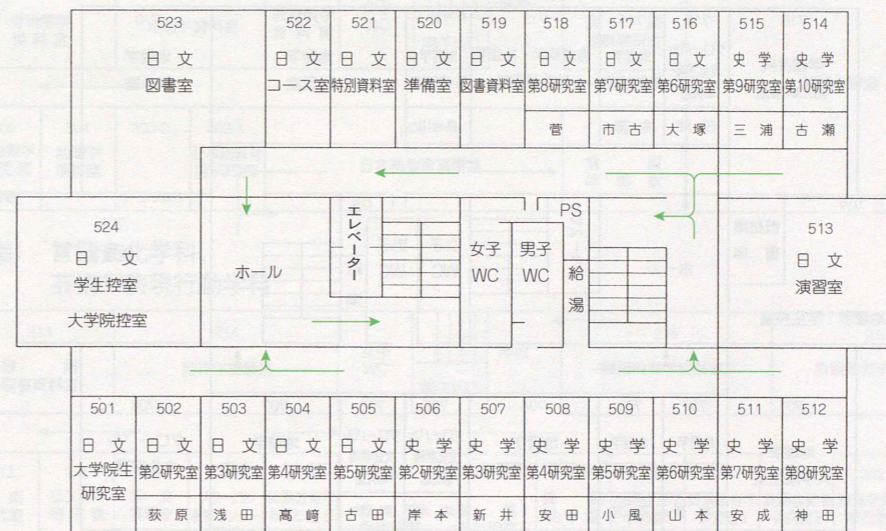 523
日 文
図書室
522
日 文
コース室
521
日 文
特別資料室
520
日 文
準備室
519
日 文
図書資料室
518
日 文
第8研究室
菅
517
日 文
第7研究室
市 古
516
日 文
第6研究室
大 塚
515
史 学
第9研究室
三 浦
514
史 学
第10研究室
古 瀬
524
日 文
学生控室
大学院控室
ホール
エレベーター
女子
WC
男子
WC
PS
給湯
513
日 文
演習室
501
日 文
大学院生
研究室
502
日 文
第2研究室
荻 原
503
日 文
第3研究室
浅 田
504
日 文
第4研究室
高 﨑
505
日 文
第5研究室
506
史 学
第2研究室
岸 本
507
史 学
第3研究室
新 井
508
史 学
第4研究室
安 田
509
史 学
第5研究室
小 風
510
史 学
第6研究室
山 本
511
史 学
第7研究室
安 成
512
史 学
第8研究室
神 田